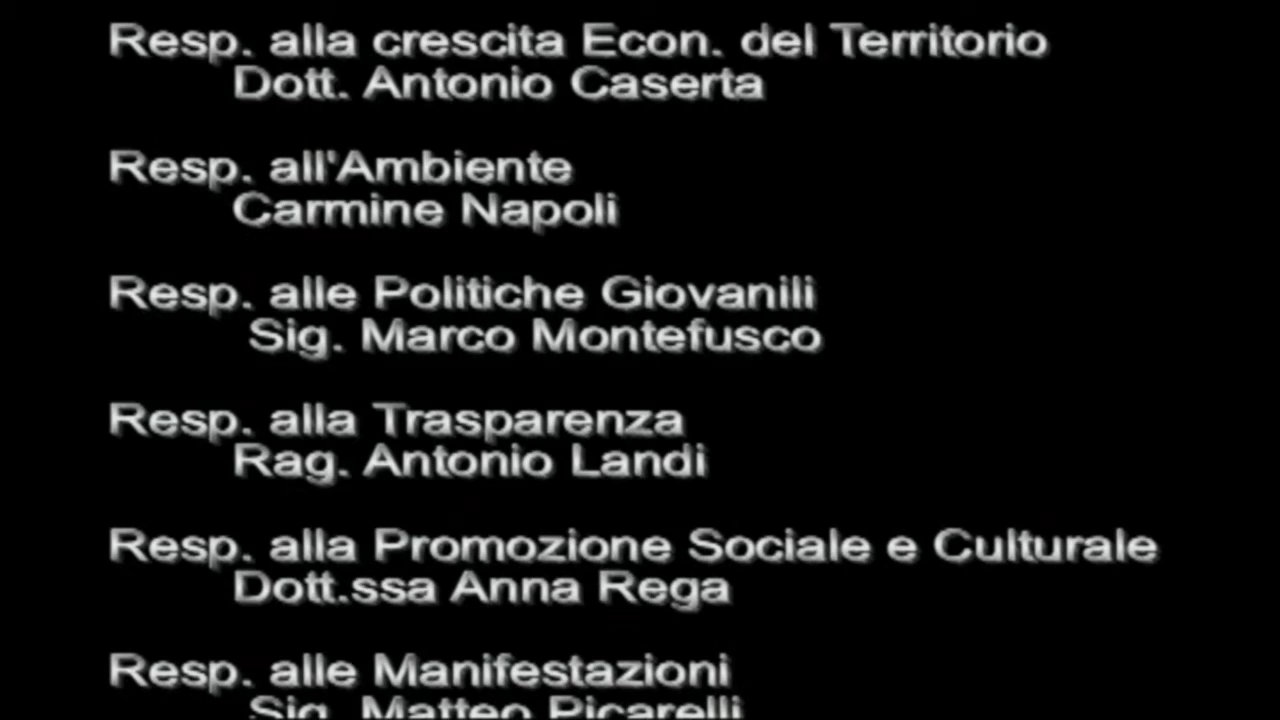 Resp. alla crescita Econ. del Territorio
Dott. Antonio Caserta
Resp. all'Ambiente
Carmine Napoli
Resp. alle Politiche Giovanili
Sig. Marco Montefusco
Resp. alla Trasparenza
Rag. Antonio Landi
Resp. alla Promozione Sociale e Culturale
Dott.ssa Anna Rega
Resp. alle Manifestazioni
Sig. Matteo Picarelli